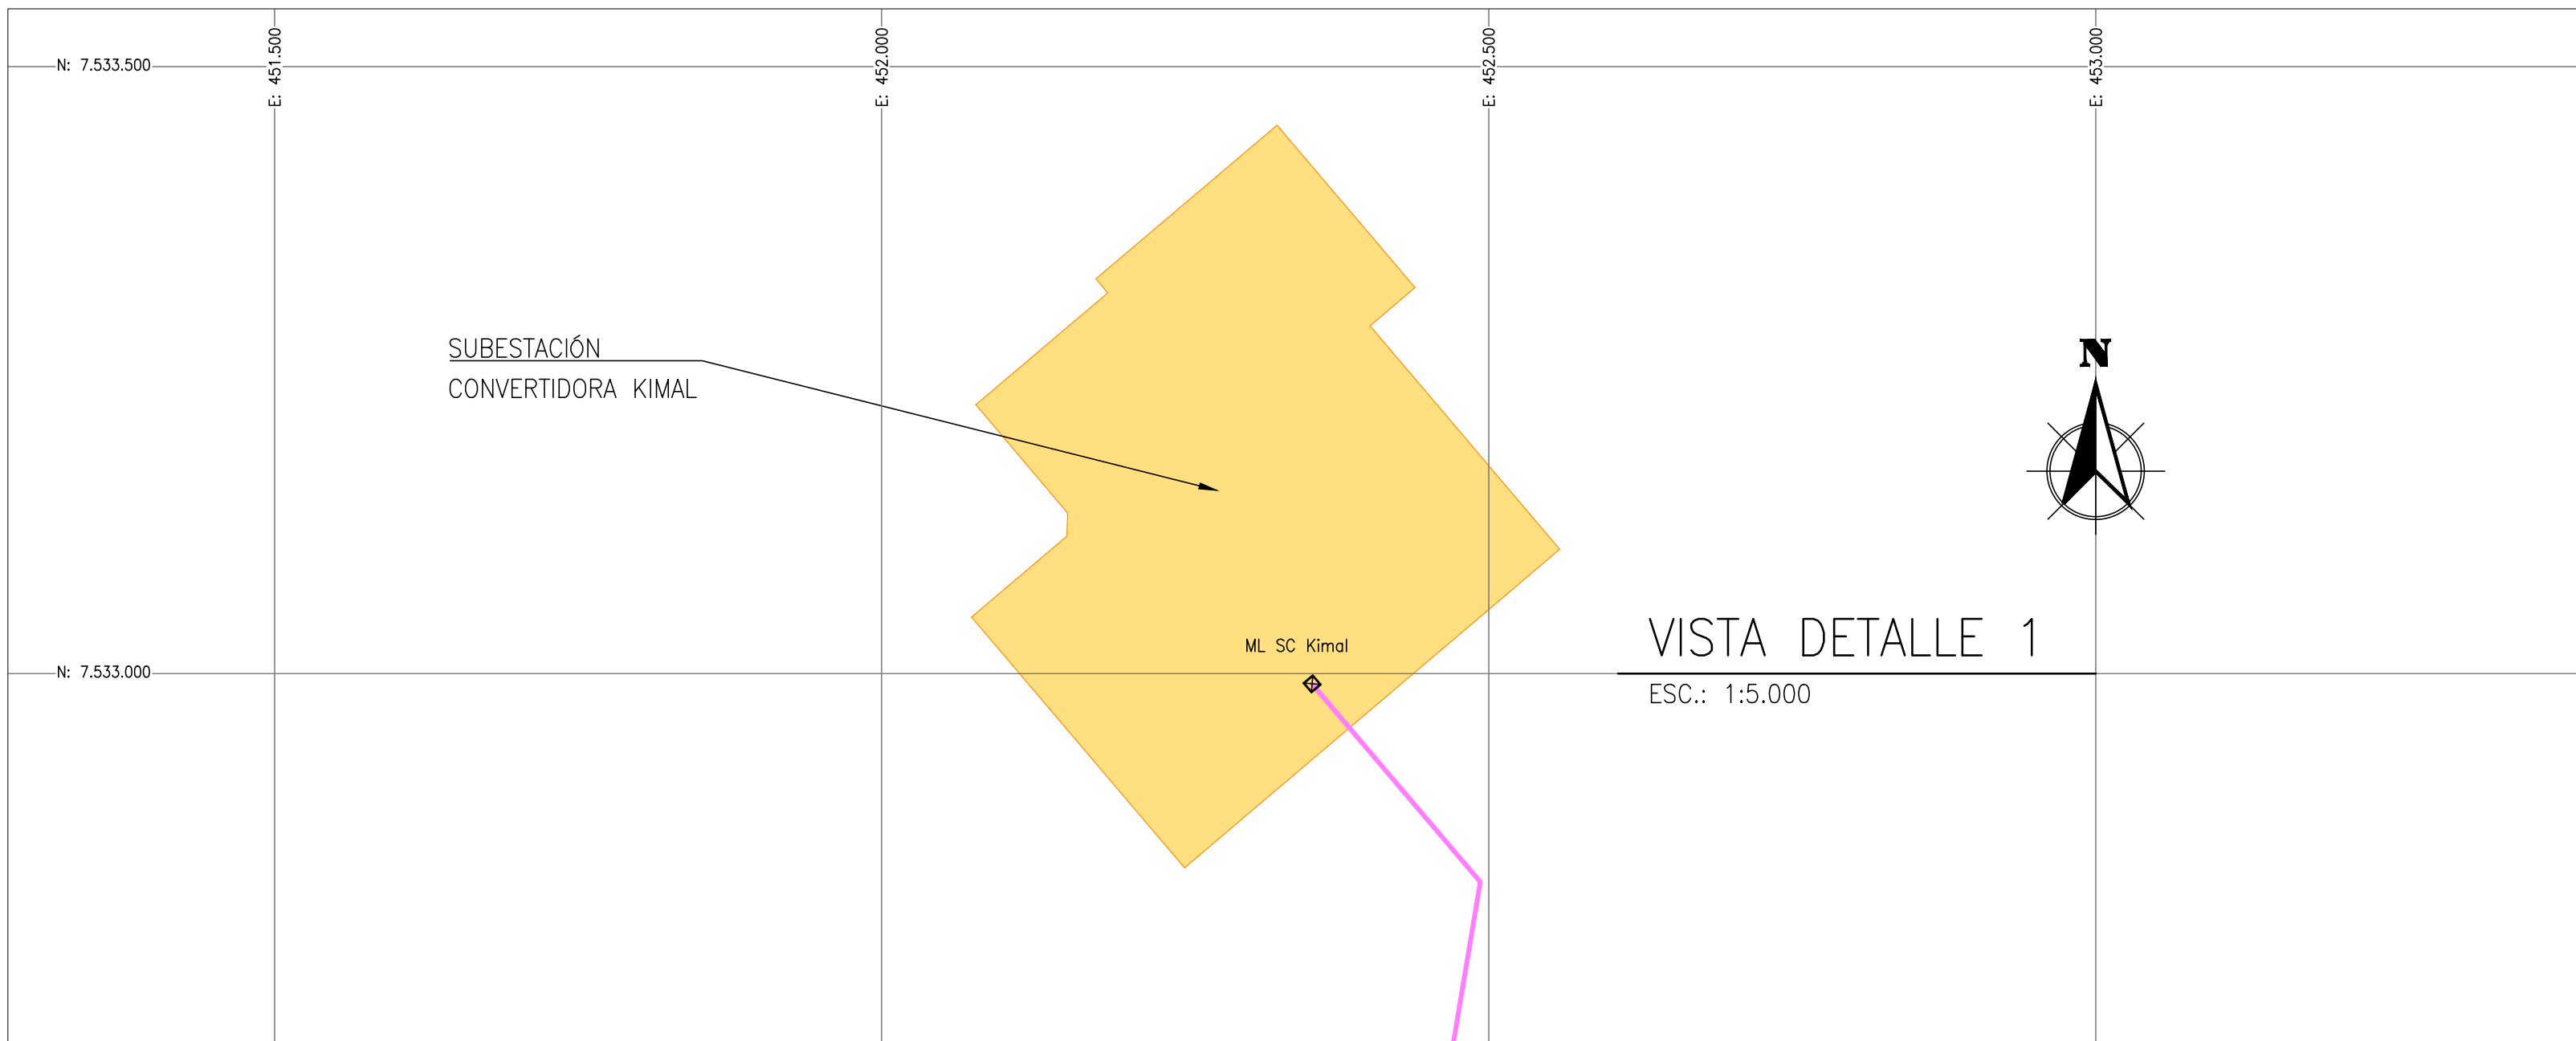 E: 451.500
E: 452.000
E: 452.500
E: 453.000
N: 7.533.500
SUBESTACIÓN
CONVERTIDORA KIMAL
N
VISTA DETALLE 1
ESC.: 1:5.000
ML SC Kimal
N: 7.533.000